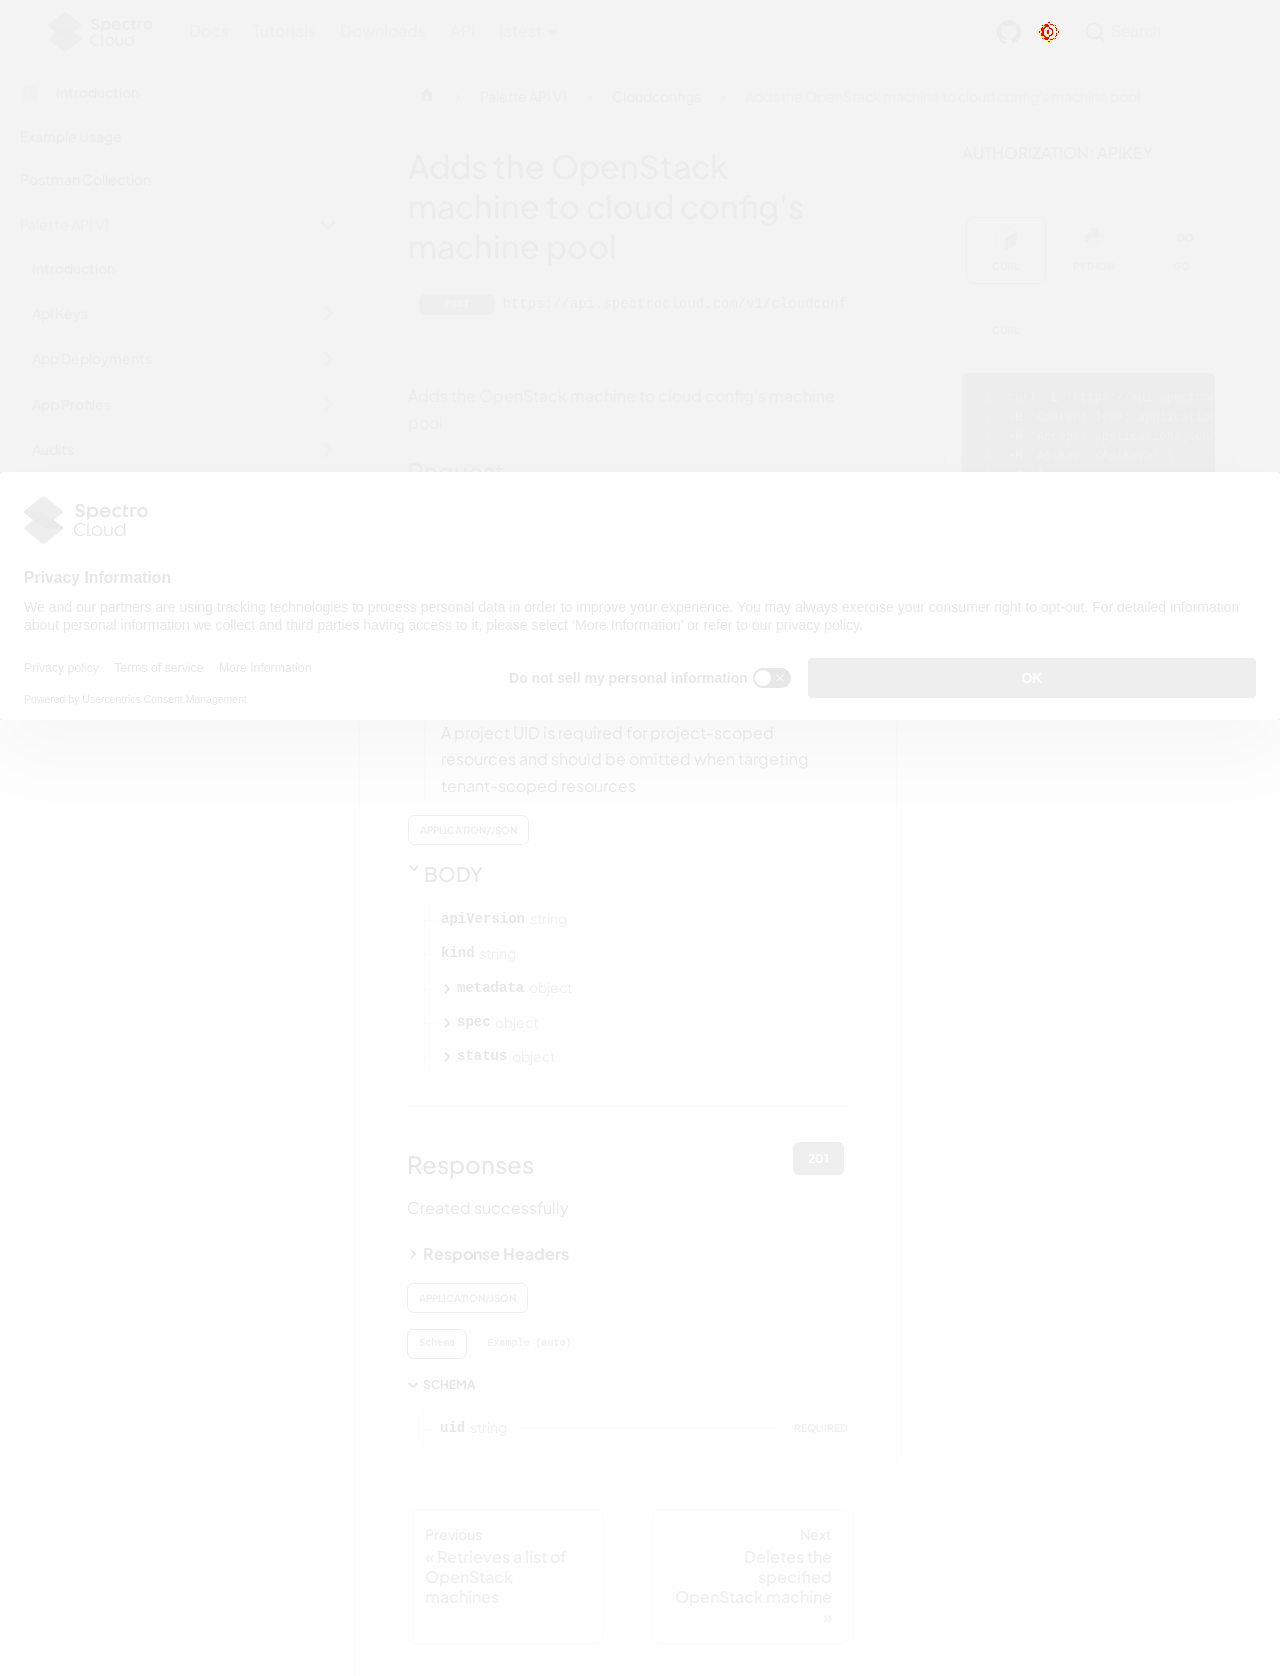 Spectro Cloud
Docs Tutorials Downloads API latest
Search
Introduction
Example Usage
Postman Collection
Palette API V1
Introduction
Api Keys
App Deployments
App Profiles
Audits
Palette API V1
Cloudconfigs
Adds the OpenStack machine to cloud config's machine pool
Adds the OpenStack
machine to cloud config's
machine pool
POST https://api.spectrocloud.com/v1/cloudconf
Adds the OpenStack machine to cloud config's machine
pool
Request
AUTHORIZATION: APIKEY
CURL
PYTHON
GO
CURL
Spectro
Cloud
Privacy Information
We and our partners are using tracking technologies to process personal data in order to improve your experience. You may always exercise your consumer right to opt-out. For detailed information
about personal information we collect and third parties having access to it, please select 'More Information' or refer to our privacy policy.
Privacy policy Terms of service More Information
Powered by Usercentrics Consent Management
Do not sell my personal information
OK
A project UID is required for project-scoped
resources and should be omitted when targeting
tenant-scoped resources
APPLICATION/JSON
BODY
apiVersion string
kind string
metadata object
spec object
status object
Responses
201
Created successfully
Response Headers
APPLICATION/JSON
Schema Example (auto)
SCHEMA
uid string REQUIRED
Previous
« Retrieves a list of
OpenStack
machines
Next
Deletes the
specified
OpenStack machine
»